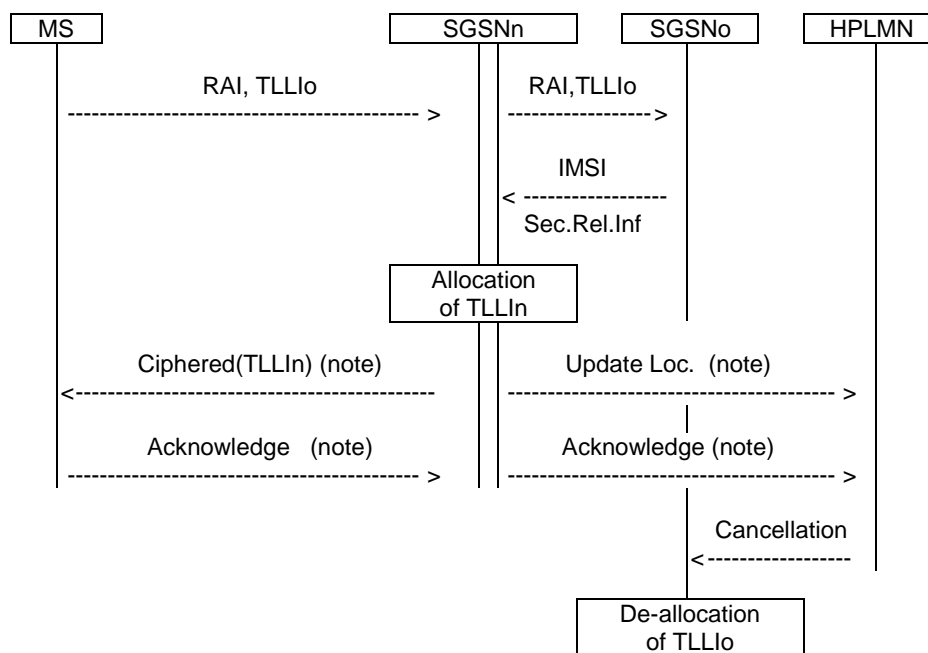 MS SGSNn SGSNo HPLMN
RAI, TLLIo RAI,TLLIo
--------------------------------------------- > ------------------ >
IMSI
< ------------------
Sec.Rel.Inf
Allocation
of TLLIn
Ciphered(TLLIn) (note) Update Loc. (note)
<---------------------------------------------- ------------------------------------------ >
Acknowledge (note) Acknowledge (note)
--------------------------------------------- > ------------------------------------------ >
Cancellation
< ------------------
De-allocation
of TLLIo